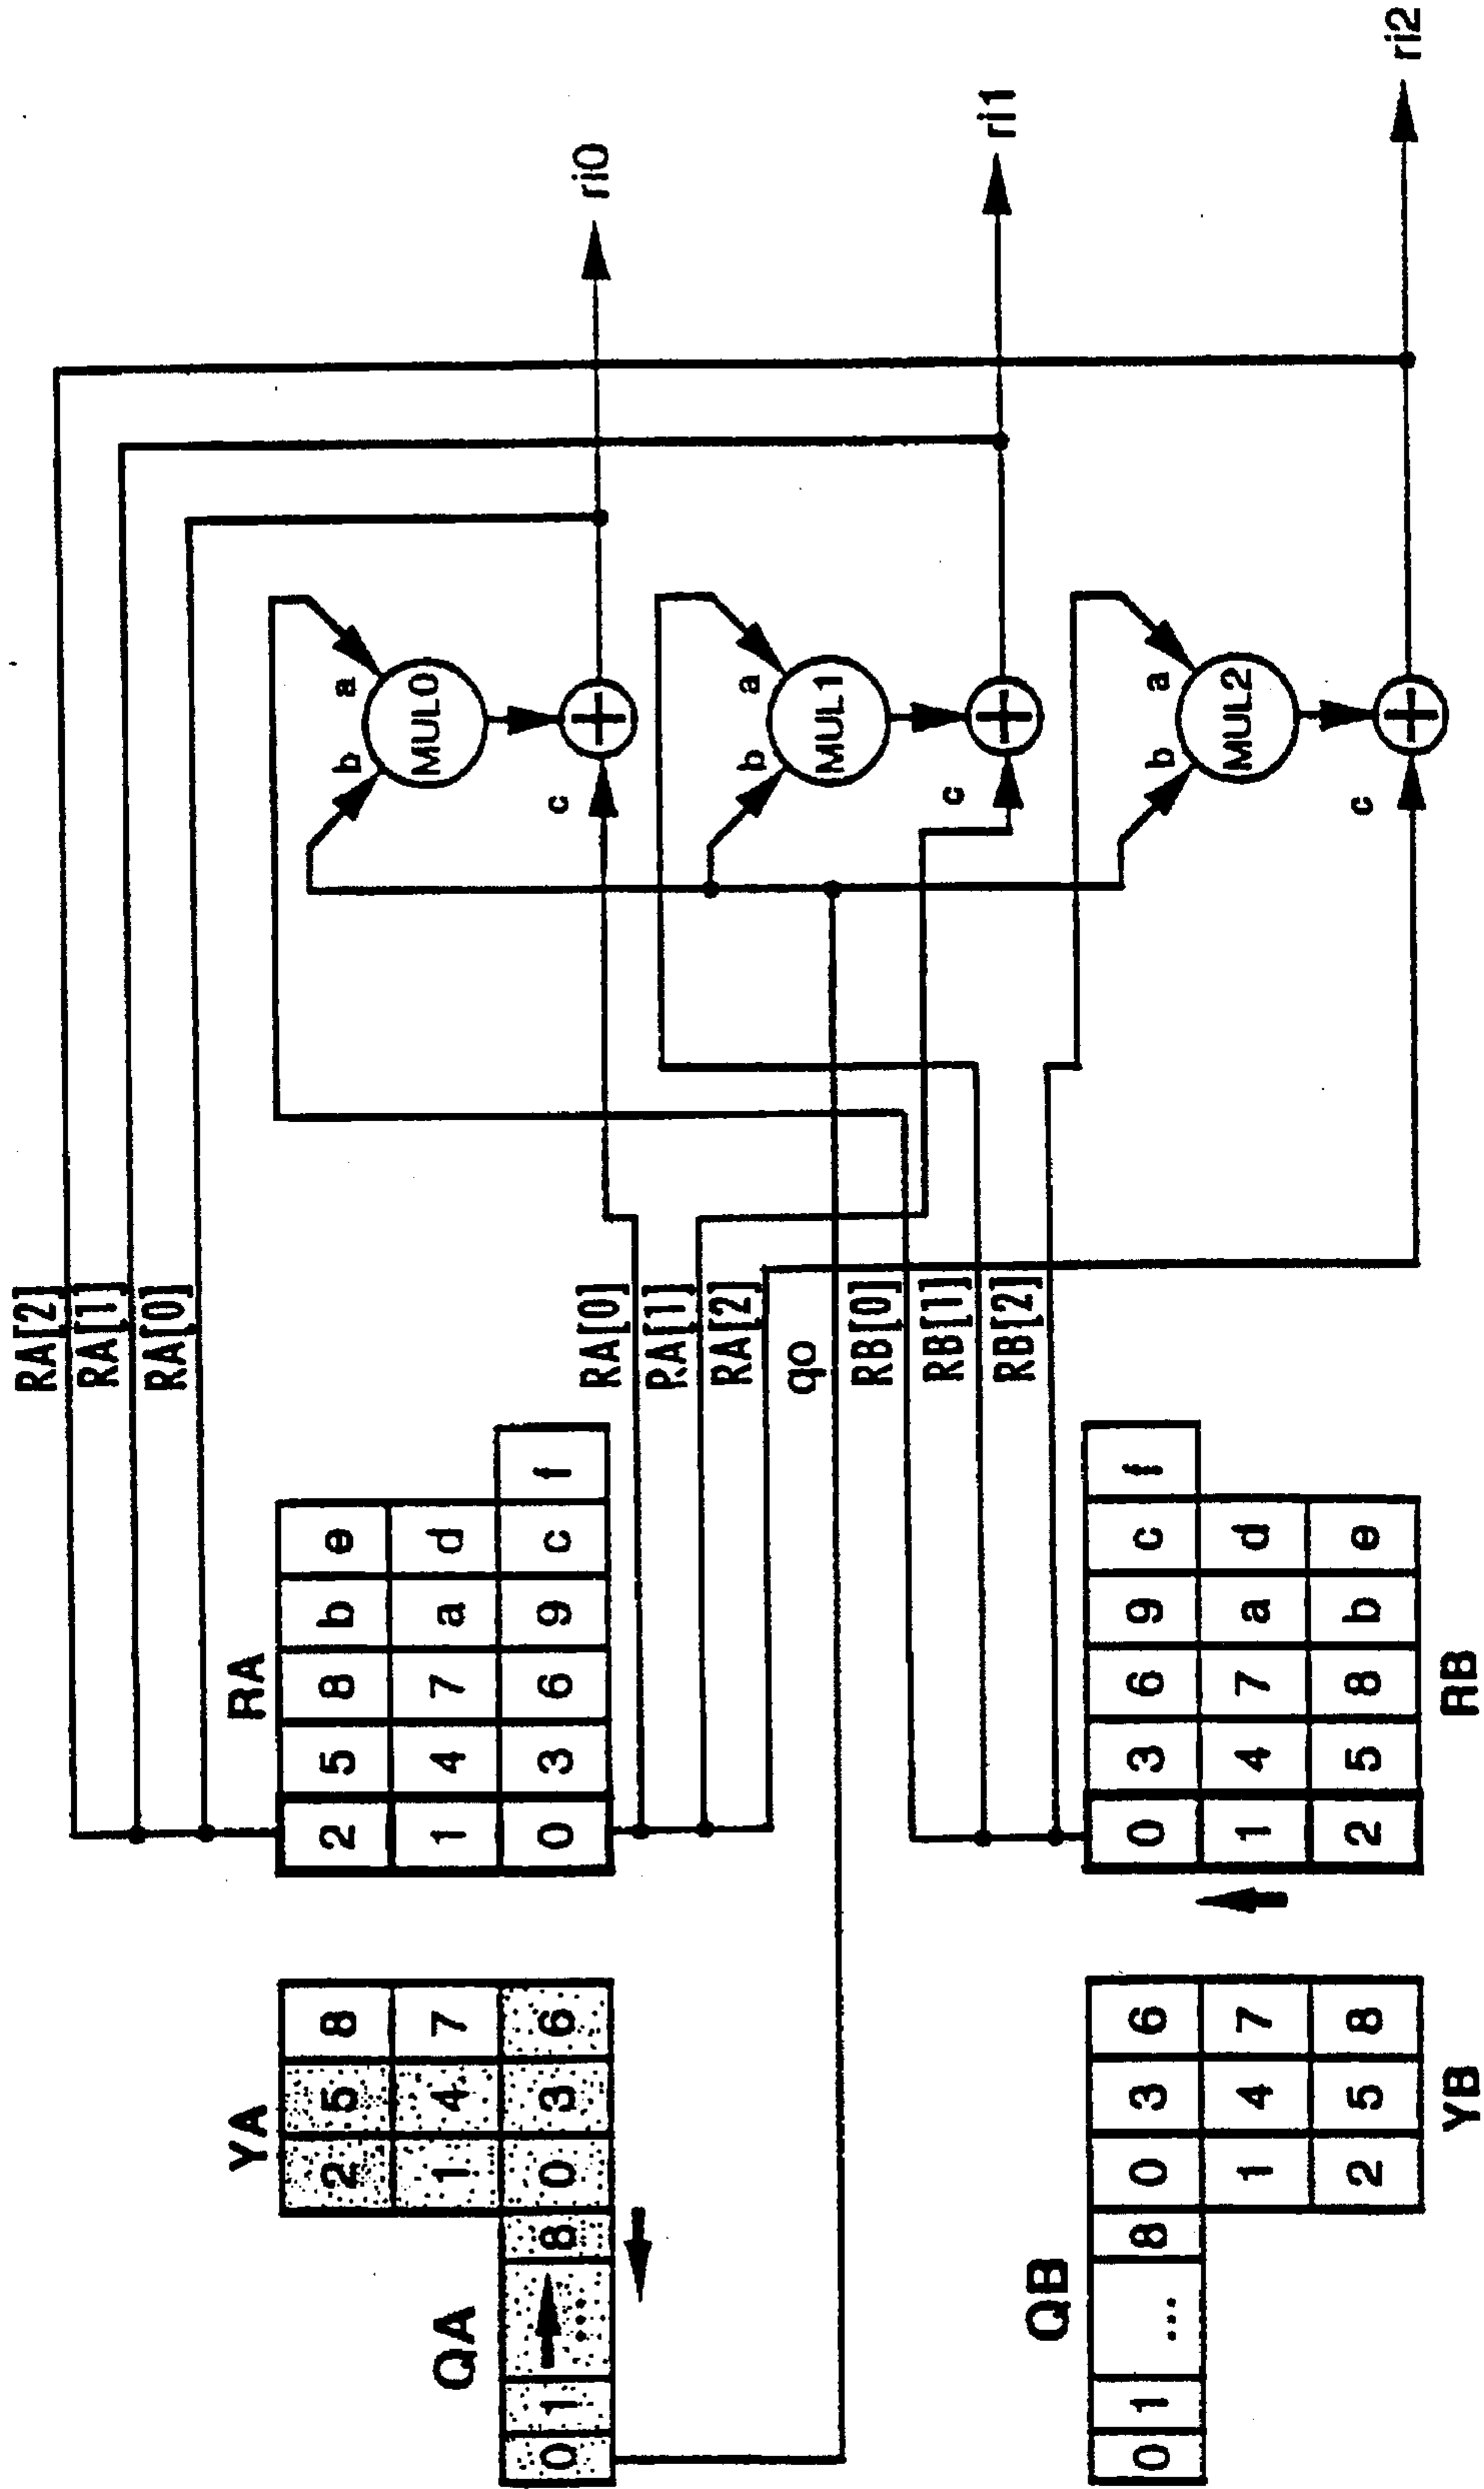 RA[2]
RA[1]
RA[0]
YA
RA
2 5 8
2 5 8 b e
1 4 7
1 4 7 a d
QA
0 1 ... 8 0 3 6
0 3 6 9 c f
RA[0]
RA[1]
RA[2]
qo
RB[0]
RB[1]
RB[2]
b a
MUL0
c
ri0
b a
MUL1
c
ri1
b a
MUL2
c
ri2
QB
0 1 ... 8 0 3 6
0 3 6 9 c f
1 4 7
1 4 7 a d
2 5 8
2 5 8 b e
YB
RB